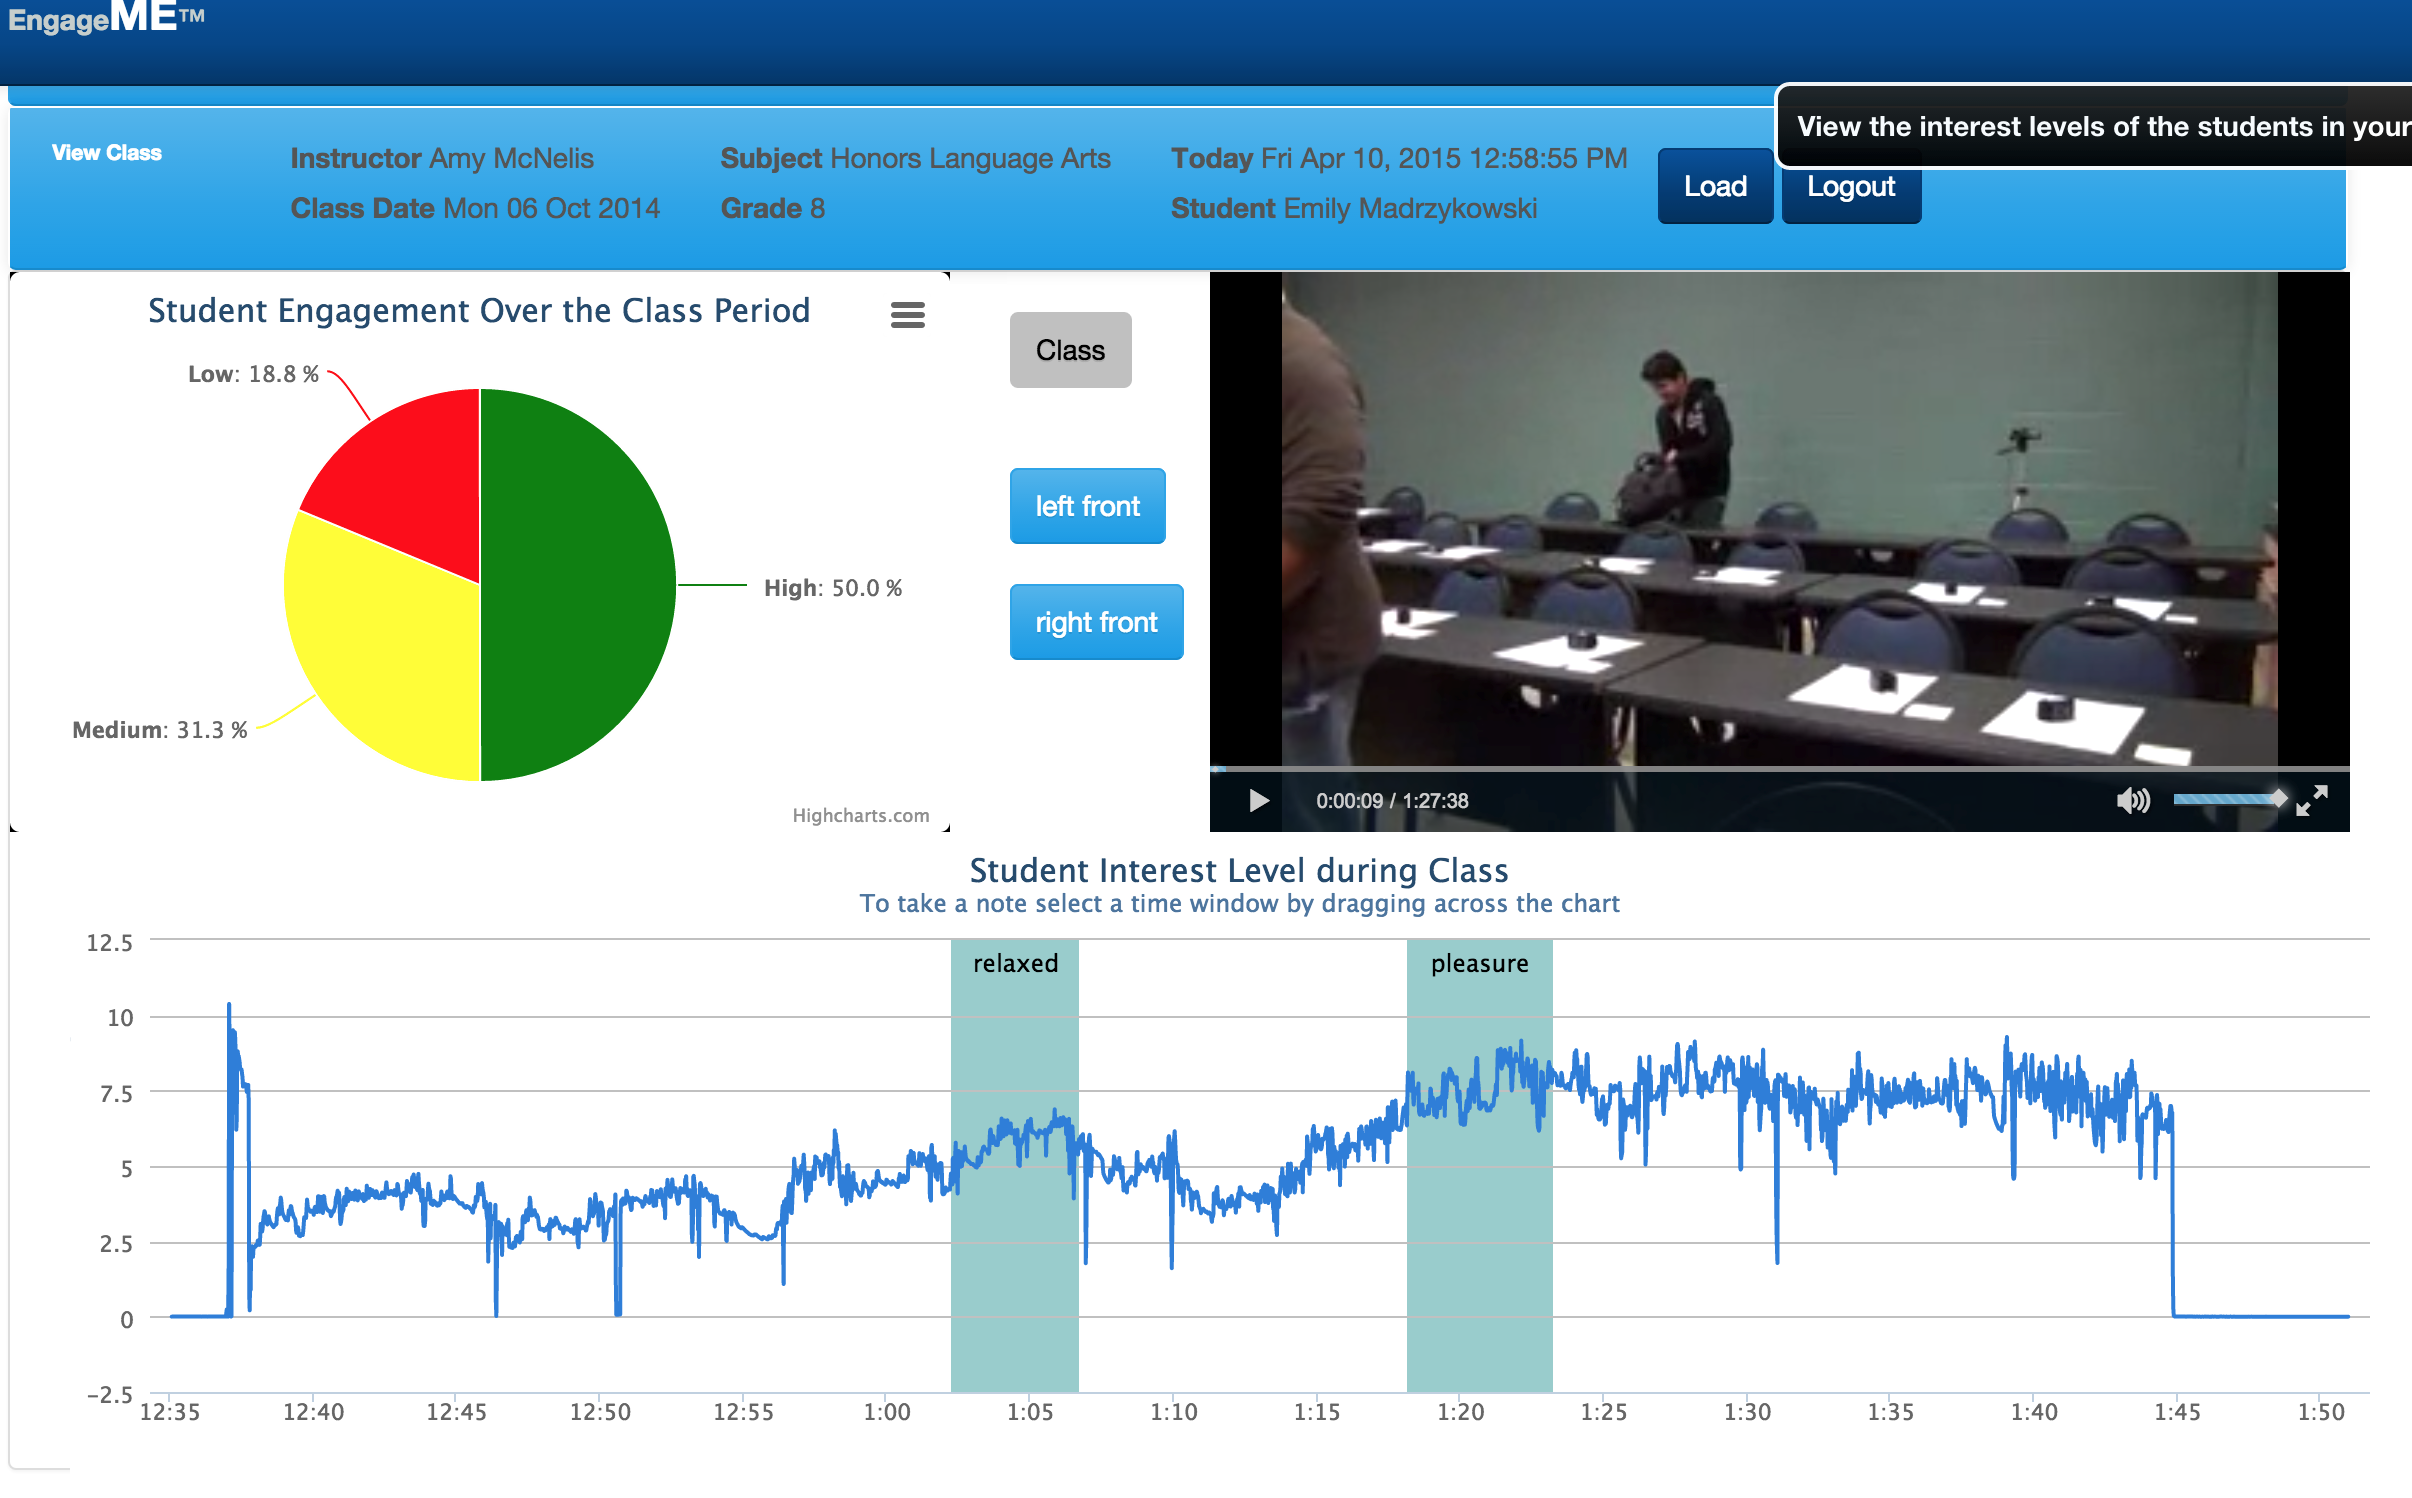 EngageME™
View the interest levels of the students in your
View Class
Instructor Amy McNelis
Subject Honors Language Arts
Today Fri Apr 10, 2015 12:58:55 PM
Load
Logout
Class Date Mon 06 Oct 2014
Grade 8
Student Emily Madrzykowski
Student Engagement Over the Class Period
Low: 18.8 %
High: 50.0 %
Medium: 31.3 %
Highcharts.com
Class
left front
right front
0:00:09 / 1:27:38
Student Interest Level during Class
To take a note select a time window by dragging across the chart
12.5
10
7.5
5
2.5
0
−2.5
relaxed
pleasure
12:35 12:40 12:45 12:50 12:55 1:00 1:05 1:10 1:15 1:20 1:25 1:30 1:35 1:40 1:45 1:50